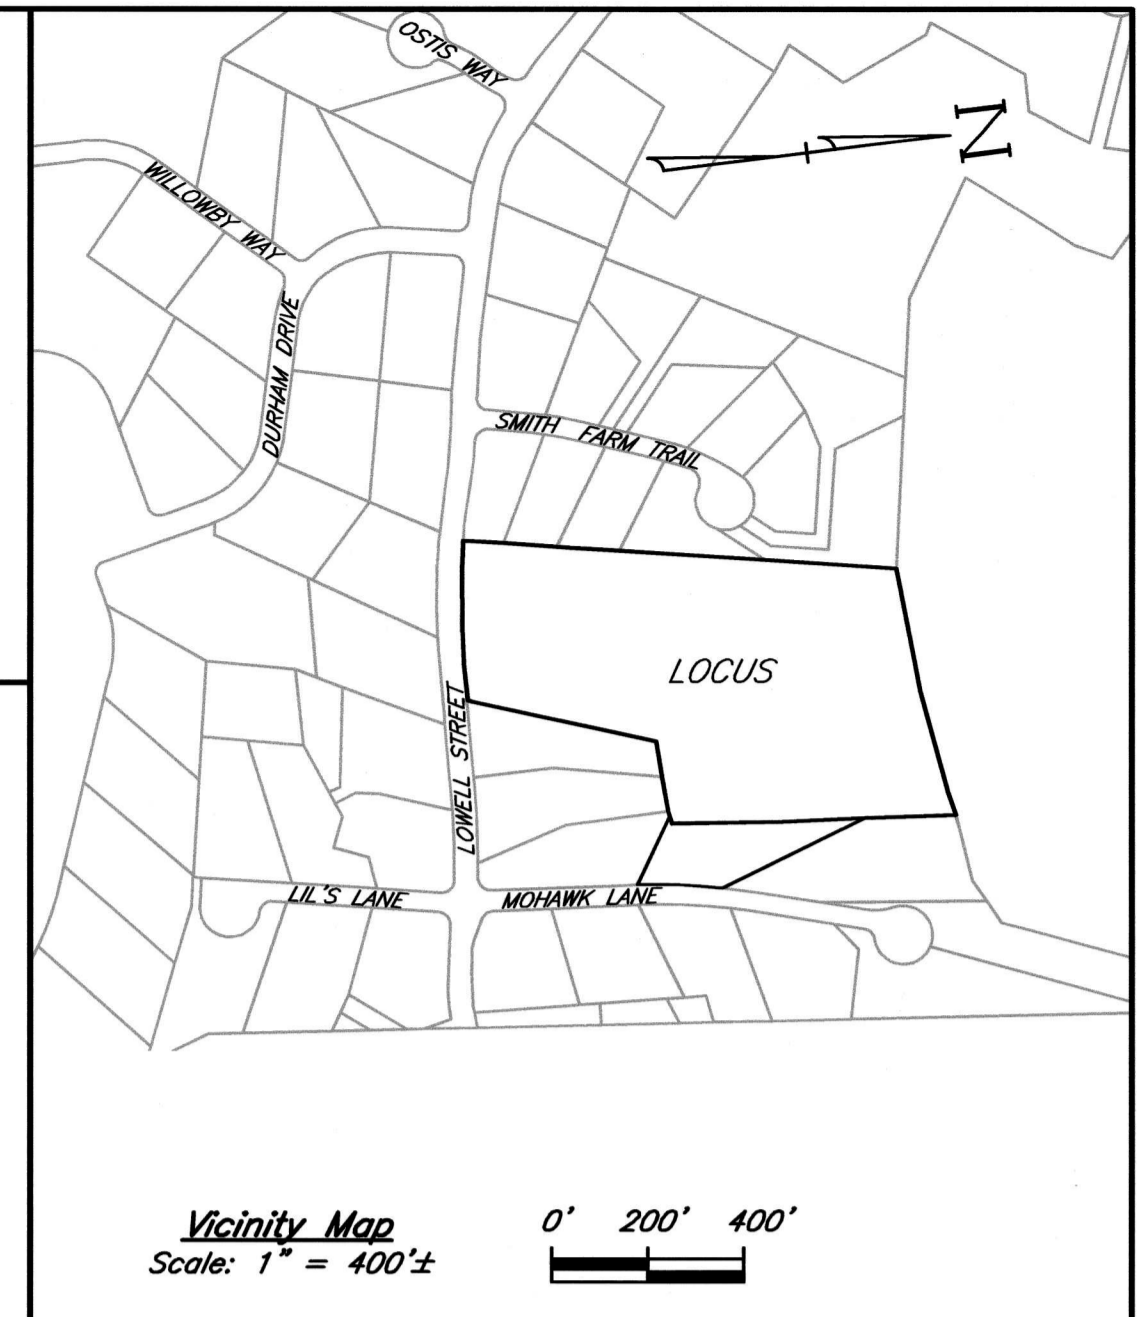 OSTIS WAY
N
WILLOWBY WAY
DURHAM DRIVE
SMITH FARM TRAIL
LOCUS
LOWELL STREET
LIL'S LANE
MOHAWK LANE
Vicinity Map
Scale: 1" = 400'±
0' 200' 400'